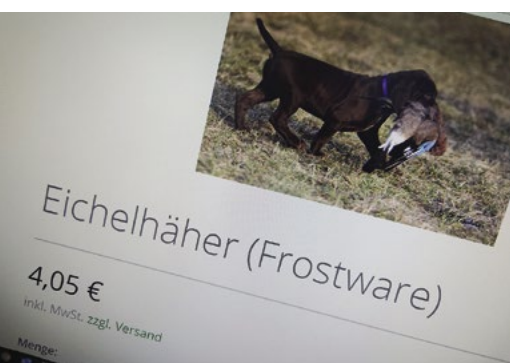 Eichelhäher (Frostware)
4,05 €
inkl. MwSt. zzgl. Versand
Menge: